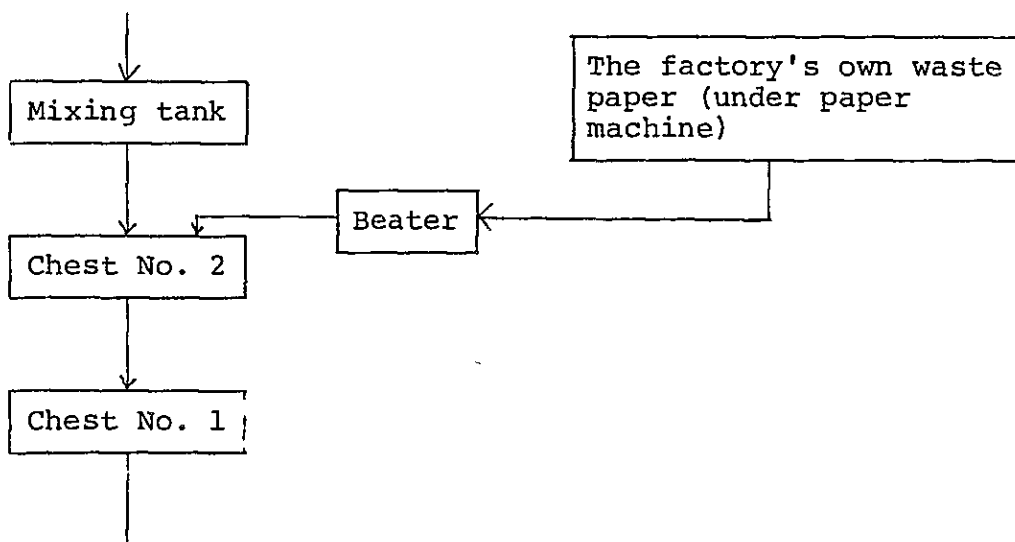 The factory's own waste
paper (under paper
machine)
Mixing tank
Beater
Chest No. 2
Chest No. 1